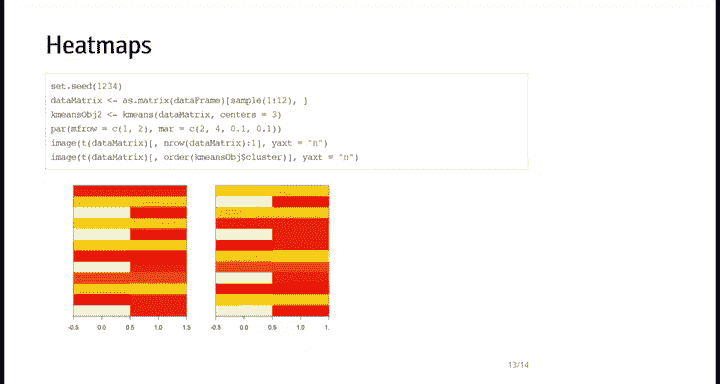 Heatmaps
set.seed(1234)
dataMatrix <- as.matrix(dataFrame)[sample(1:12), ]
kmeansObj2 <- kmeans(dataMatrix, centers = 3)
par(mfrow = c(1, 2), mar = c(2, 4, 0.1, 0.1))
image(t(dataMatrix)[, nrow(dataMatrix):1], yaxt = "n")
image(t(dataMatrix)[, order(kmeansObj$cluster)], yaxt = "n")
-0.5 0.0 0.5 1.0 1.5 -0.5 0.0 0.5 1.0 1.
13/14